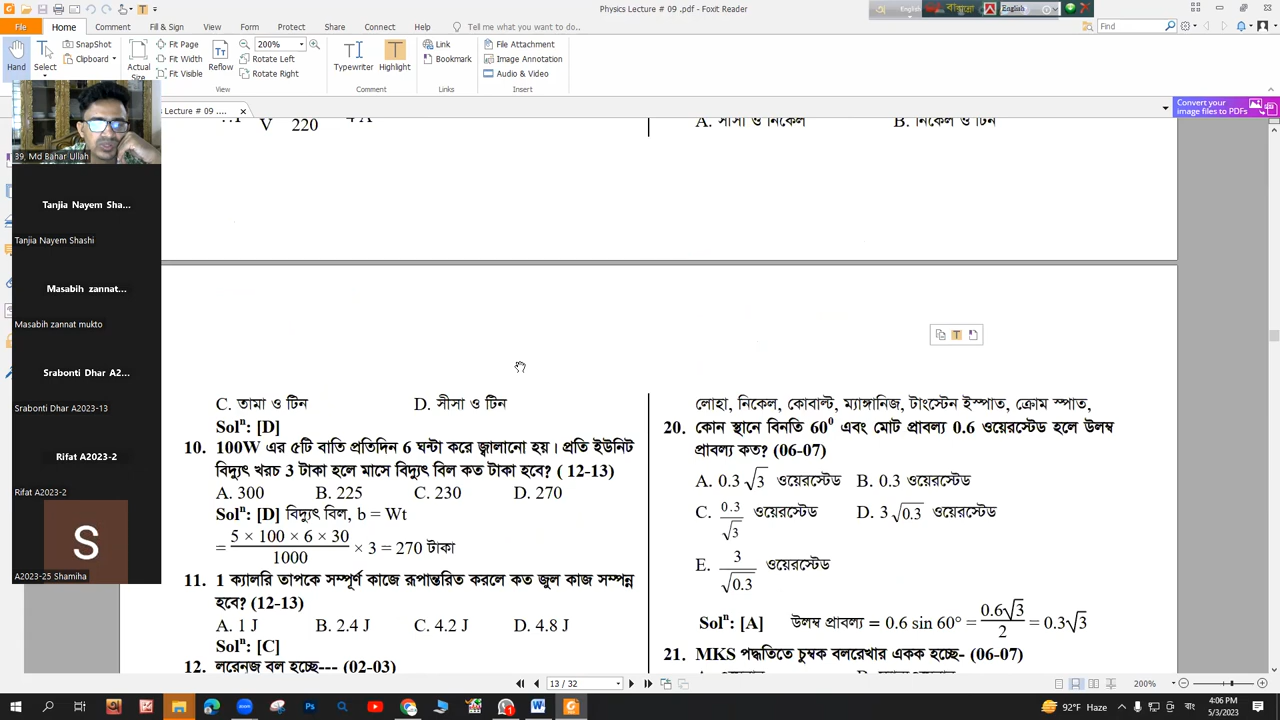 Physics Lecture # 09 .pdf - Foxit Reader
English
English
File Home Comment Fill & Sign View Form Protect Share Connect Help Tell me what you want to do... Find
Hand
Select
SnapShot
Clipboard
Actual Size
Fit Page
Fit Width
Fit Visible
Reflow
200%
Rotate Left
Rotate Right
View
Typewriter
Highlight
Comment
Link
Bookmark
Links
File Attachment
Image Annotation
Audio & Video
Insert
s Lecture # 09 ....
Convert your image files to PDFs
39, Md Bahar Ullah
Tanjia Nayem Sha...
Tanjia Nayem Shashi
Masabih zannat...
Masabih zannat mukto
Srabonti Dhar A2...
Srabonti Dhar A2023-13
Rifat A2023-2
Rifat A2023-2
S
A2023-25 Shamiha
V 220
C. তামা ও টিন D. সীসা ও টিন
Solⁿ: [D]
10. 100W এর ৫টি বাতি প্রতিদিন 6 ঘন্টা করে জ্বালানো হয়। প্রতি ইউনিট
বিদ্যুৎ খরচ 3 টাকা হলে মাসে বিদ্যুৎ বিল কত টাকা হবে? ( 12-13)
A. 300 B. 225 C. 230 D. 270
Solⁿ: [D] বিদ্যুৎ বিল, b = Wt
= 5 × 100 × 6 × 30 / 1000 × 3 = 270 টাকা
11. 1 ক্যালরি তাপকে সম্পূর্ণ কাজে রূপান্তরিত করলে কত জুল কাজ সম্পন্ন
হবে? (12-13)
A. 1 J B. 2.4 J C. 4.2 J D. 4.8 J
Solⁿ: [C]
12. লরেনজ বল হচ্ছে--- (02-03)
A. সাসা ও নিকেল B. নিকেল ও টিন
লোহা, নিকেল, কোবাল্ট, ম্যাঙ্গানিজ, টাংস্টেন ইস্পাত, ক্রোম স্পাত,
20. কোন স্থানে বিনতি 60⁰ এবং মোট প্রাবল্য 0.6 ওয়েরস্টেড হলে উলম্ব
প্রাবল্য কত? (06-07)
A. 0.3√3 ওয়েরস্টেড B. 0.3 ওয়েরস্টেড
C. 0.3/√3 ওয়েরস্টেড D. 3√0.3 ওয়েরস্টেড
E. 3/√0.3 ওয়েরস্টেড
Solⁿ: [A] উলম্ব প্রাবল্য = 0.6 sin 60° = 0.6√3/2 = 0.3√3
21. MKS পদ্ধতিতে চুম্বক বলরেখার একক হচ্ছে- (06-07)
13 / 32
200%
92°F Haze
4:06 PM
5/3/2023